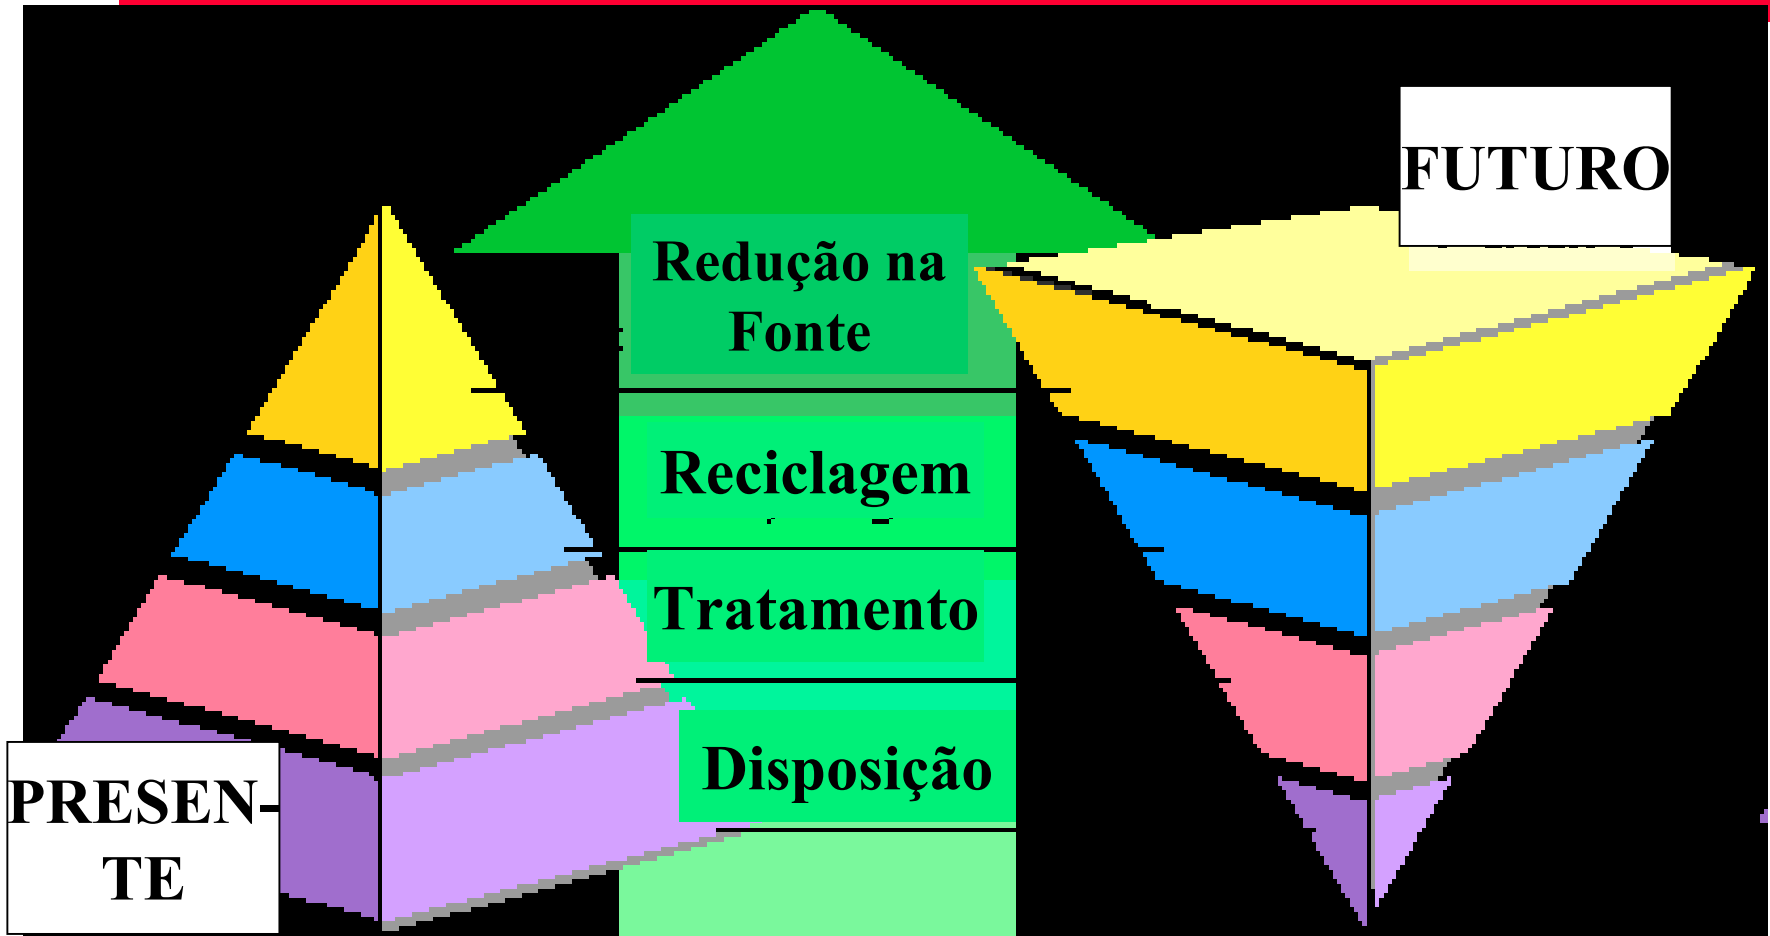 FUTURO
Redução na
Fonte
Reciclagem
Tratamento
Disposição
PRESEN-
TE